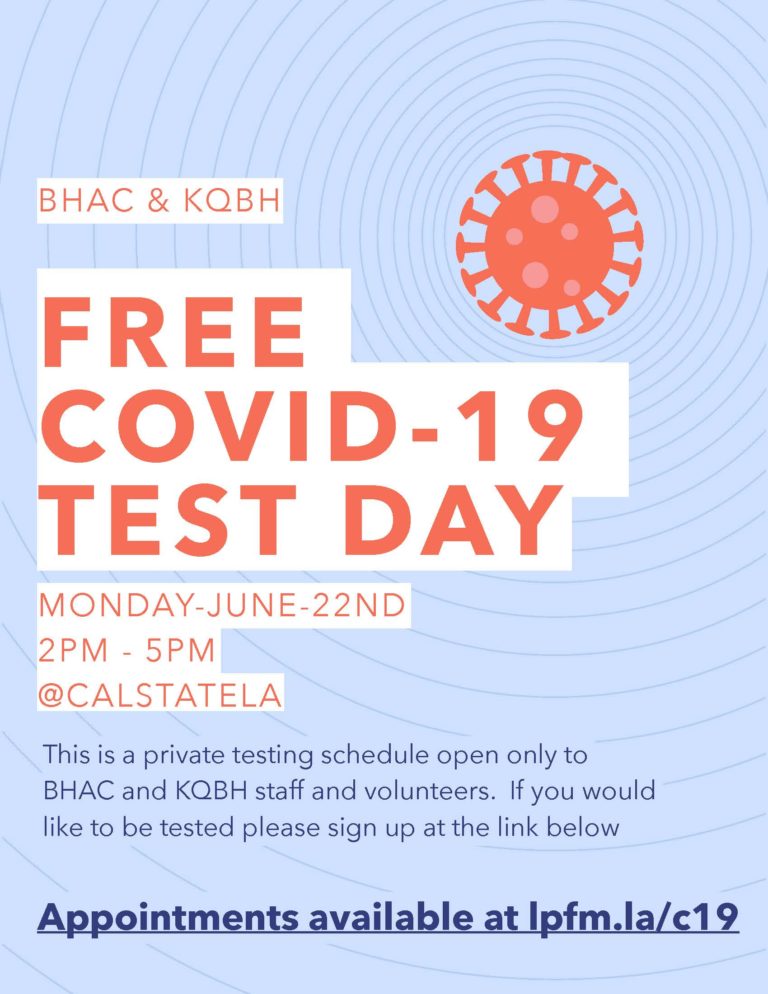 BHAC & KQBH
FREE
COVID-19
TEST DAY
MONDAY-JUNE-22ND
2PM - 5PM
@CALSTATELA
This is a private testing schedule open only to
BHAC and KQBH staff and volunteers.  If you would
like to be tested please sign up at the link below
Appointments available at lpfm.la/c19